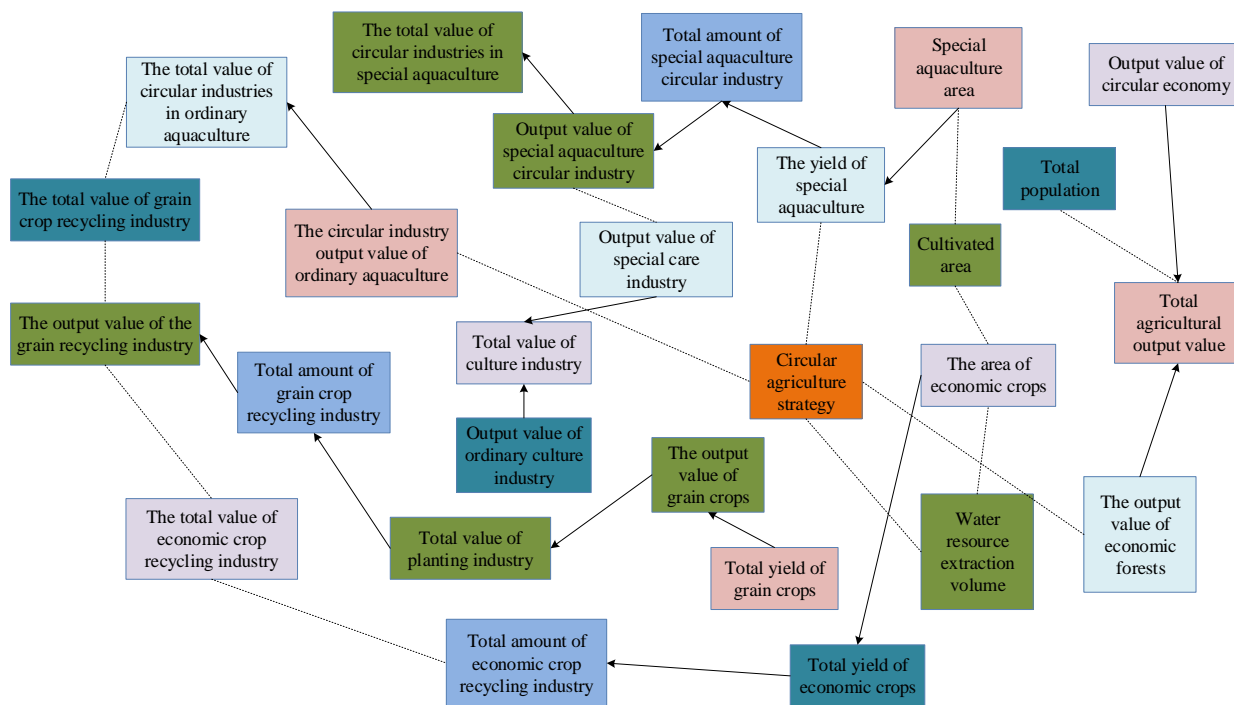 The total value of
circular industries in
special aquaculture
Total amount of
special aquaculture
circular industry
Special
aquaculture
area
Output value of
circular economy
The total value of
circular industries
in ordinary
aquaculture
Output value of
special aquaculture
circular industry
The yield of
special
aquaculture
Total
population
The total value of grain
crop recycling industry
The circular industry
output value of
ordinary aquaculture
Output value of
special care
industry
Cultivated
area
Total
agricultural
output value
The output value of the
grain recycling industry
Total value of
culture industry
Circular
agriculture
strategy
The area of
economic crops
Total amount of
grain crop
recycling industry
Output value of
ordinary culture
industry
The output
value of
grain crops
The total value of
economic crop
recycling industry
Total value of
planting industry
Total yield of
grain crops
Water
resource
extraction
volume
The output
value of
economic
forests
Total amount of
economic crop
recycling industry
Total yield of
economic crops